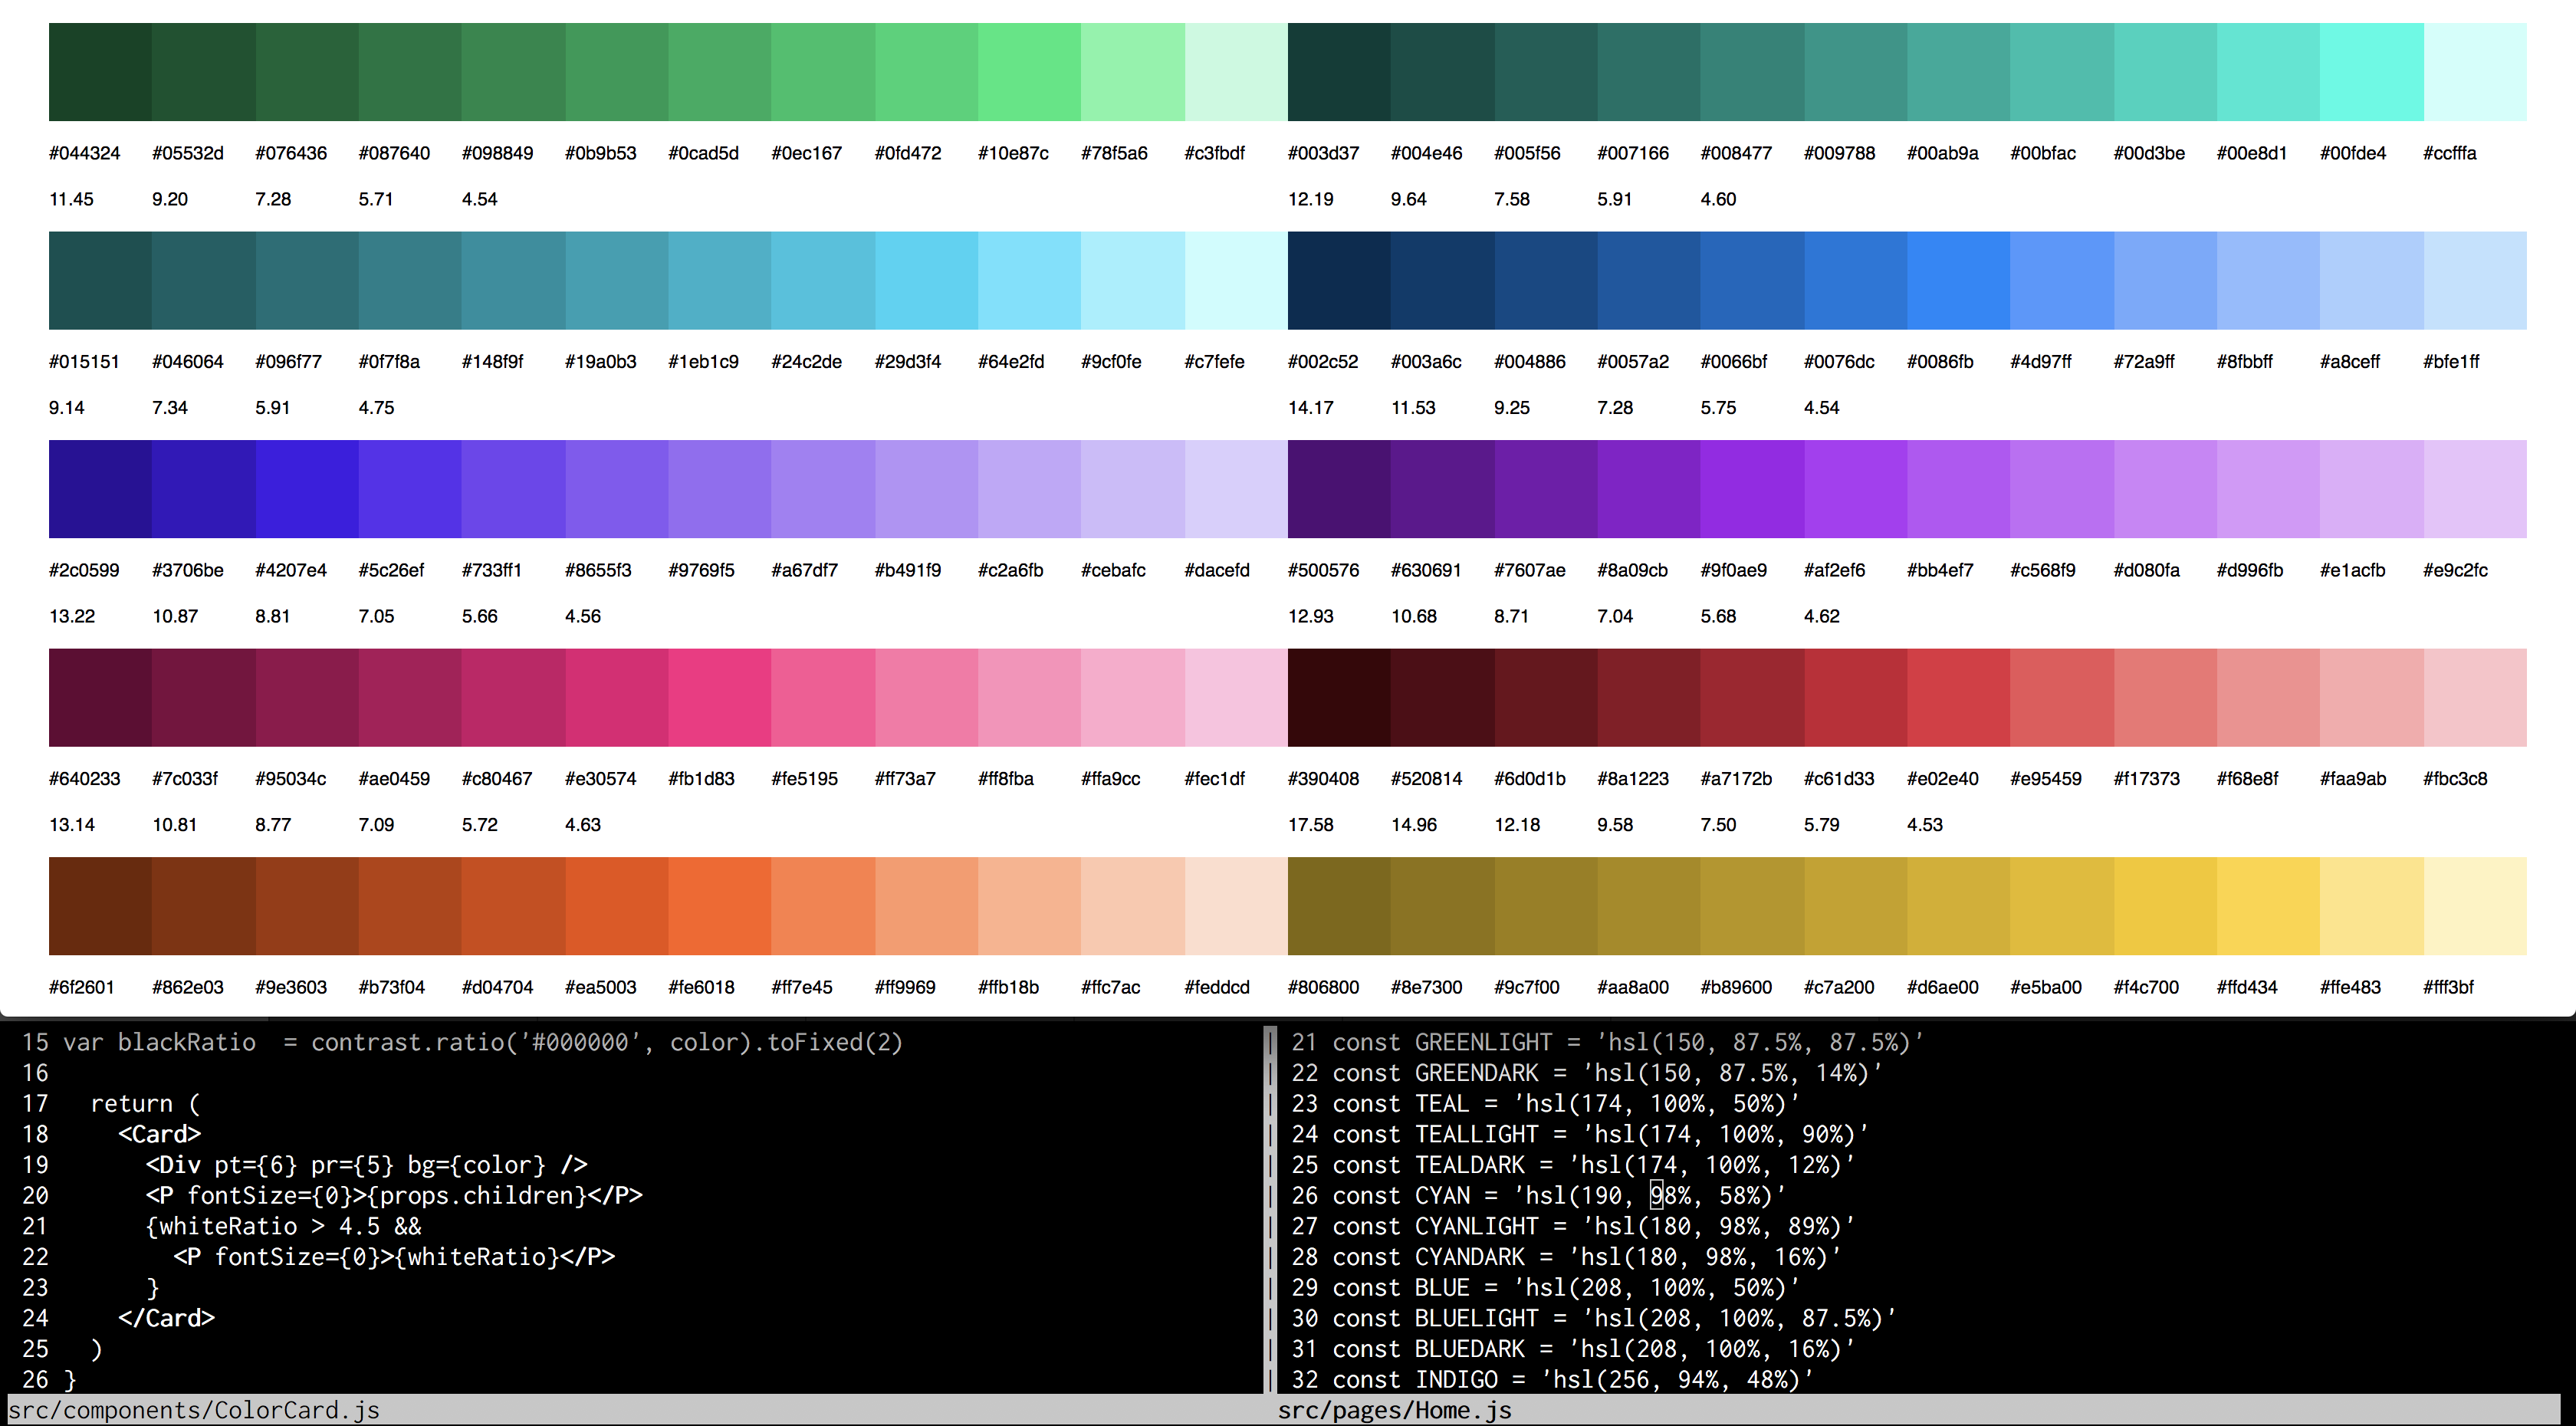 #044324 #05532d #076436 #087640 #098849 #0b9b53 #0cad5d #0ec167 #0fd472 #10e87c #78f5a6 #c3fbdf #003d37 #004e46 #005f56 #007166 #008477 #009788 #00ab9a #00bfac #00d3be #00e8d1 #00fde4 #ccfffa
11.45 9.20 7.28 5.71 4.54 12.19 9.64 7.58 5.91 4.60
#015151 #046064 #096f77 #0f7f8a #148f9f #19a0b3 #1eb1c9 #24c2de #29d3f4 #64e2fd #9cf0fe #c7fefe #002c52 #003a6c #004886 #0057a2 #0066bf #0076dc #0086fb #4d97ff #72a9ff #8fbbff #a8ceff #bfe1ff
9.14 7.34 5.91 4.75 14.17 11.53 9.25 7.28 5.75 4.54
#2c0599 #3706be #4207e4 #5c26ef #733ff1 #8655f3 #9769f5 #a67df7 #b491f9 #c2a6fb #cebafc #dacefd #500576 #630691 #7607ae #8a09cb #9f0ae9 #af2ef6 #bb4ef7 #c568f9 #d080fa #d996fb #e1acfb #e9c2fc
13.22 10.87 8.81 7.05 5.66 4.56 12.93 10.68 8.71 7.04 5.68 4.62
#640233 #7c033f #95034c #ae0459 #c80467 #e30574 #fb1d83 #fe5195 #ff73a7 #ff8fba #ffa9cc #fec1df #390408 #520814 #6d0d1b #8a1223 #a7172b #c61d33 #e02e40 #e95459 #f17373 #f68e8f #faa9ab #fbc3c8
13.14 10.81 8.77 7.09 5.72 4.63 17.58 14.96 12.18 9.58 7.50 5.79 4.53
#6f2601 #862e03 #9e3603 #b73f04 #d04704 #ea5003 #fe6018 #ff7e45 #ff9969 #ffb18b #ffc7ac #feddcd #806800 #8e7300 #9c7f00 #aa8a00 #b89600 #c7a200 #d6ae00 #e5ba00 #f4c700 #ffd434 #ffe483 #fff3bf
15 var blackRatio  = contrast.ratio('#000000', color).toFixed(2)
16
17   return (
18     <Card>
19       <Div pt={6} pr={5} bg={color} />
20       <P fontSize={0}>{props.children}</P>
21       {whiteRatio > 4.5 &&
22         <P fontSize={0}>{whiteRatio}</P>
23       }
24     </Card>
25   )
26 }
src/components/ColorCard.js
21 const GREENLIGHT = 'hsl(150, 87.5%, 87.5%)'
22 const GREENDARK = 'hsl(150, 87.5%, 14%)'
23 const TEAL = 'hsl(174, 100%, 50%)'
24 const TEALLIGHT = 'hsl(174, 100%, 90%)'
25 const TEALDARK = 'hsl(174, 100%, 12%)'
26 const CYAN = 'hsl(190, 98%, 58%)'
27 const CYANLIGHT = 'hsl(180, 98%, 89%)'
28 const CYANDARK = 'hsl(180, 98%, 16%)'
29 const BLUE = 'hsl(208, 100%, 50%)'
30 const BLUELIGHT = 'hsl(208, 100%, 87.5%)'
31 const BLUEDARK = 'hsl(208, 100%, 16%)'
32 const INDIGO = 'hsl(256, 94%, 48%)'
src/pages/Home.js